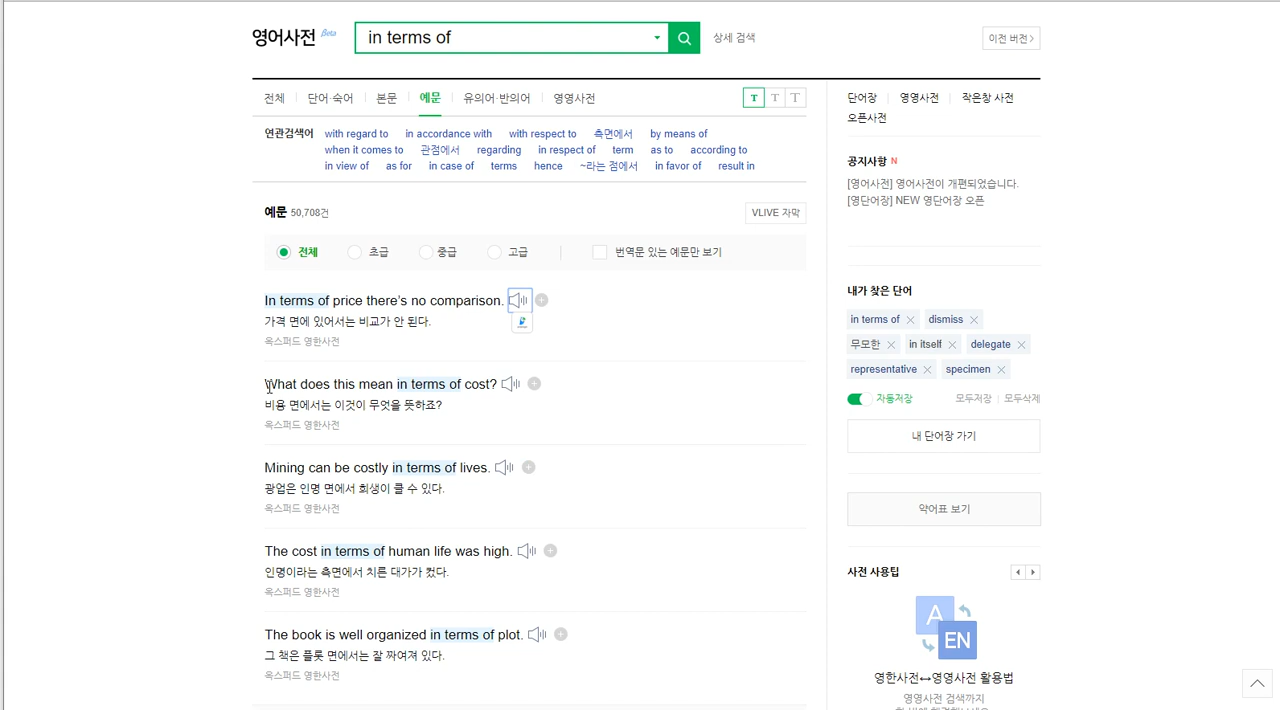 영어사전 Beta in terms of 상세 검색 이전 버전
전체 단어·숙어 본문 예문 유의어·반의어 영영사전 T T T
연관검색어 with regard to in accordance with with respect to 측면에서 by means of
when it comes to 관점에서 regarding in respect of term as to according to
in view of as for in case of terms hence ~라는 점에서 in favor of result in
예문 50,708건 VLIVE 자막
전체 초급 중급 고급 번역문 있는 예문만 보기
In terms of price there's no comparison.
가격 면에 있어서는 비교가 안 된다.
옥스퍼드 영한사전
What does this mean in terms of cost?
비용 면에서는 이것이 무엇을 뜻하죠?
옥스퍼드 영한사전
Mining can be costly in terms of lives.
광업은 인명 면에서 희생이 클 수 있다.
옥스퍼드 영한사전
The cost in terms of human life was high.
인명이라는 측면에서 치른 대가가 컸다.
옥스퍼드 영한사전
The book is well organized in terms of plot.
그 책은 플롯 면에서는 잘 짜여져 있다.
옥스퍼드 영한사전
단어장 영영사전 작은창 사전
오픈사전
공지사항 N
[영어사전] 영어사전이 개편되었습니다.
[영단어장] NEW 영단어장 오픈
내가 찾은 단어
in terms of dismiss
무모한 in itself delegate
representative specimen
자동저장 모두저장 모두삭제
내 단어장 가기
약어표 보기
사전 사용팁
A
EN
영한사전↔영영사전 활용법
영영사전 검색까지